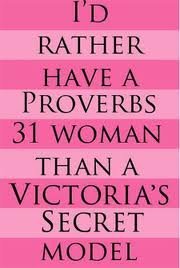 I'd
rather
have a
Proverbs
31 woman
than a
Victoria's
Secret
model